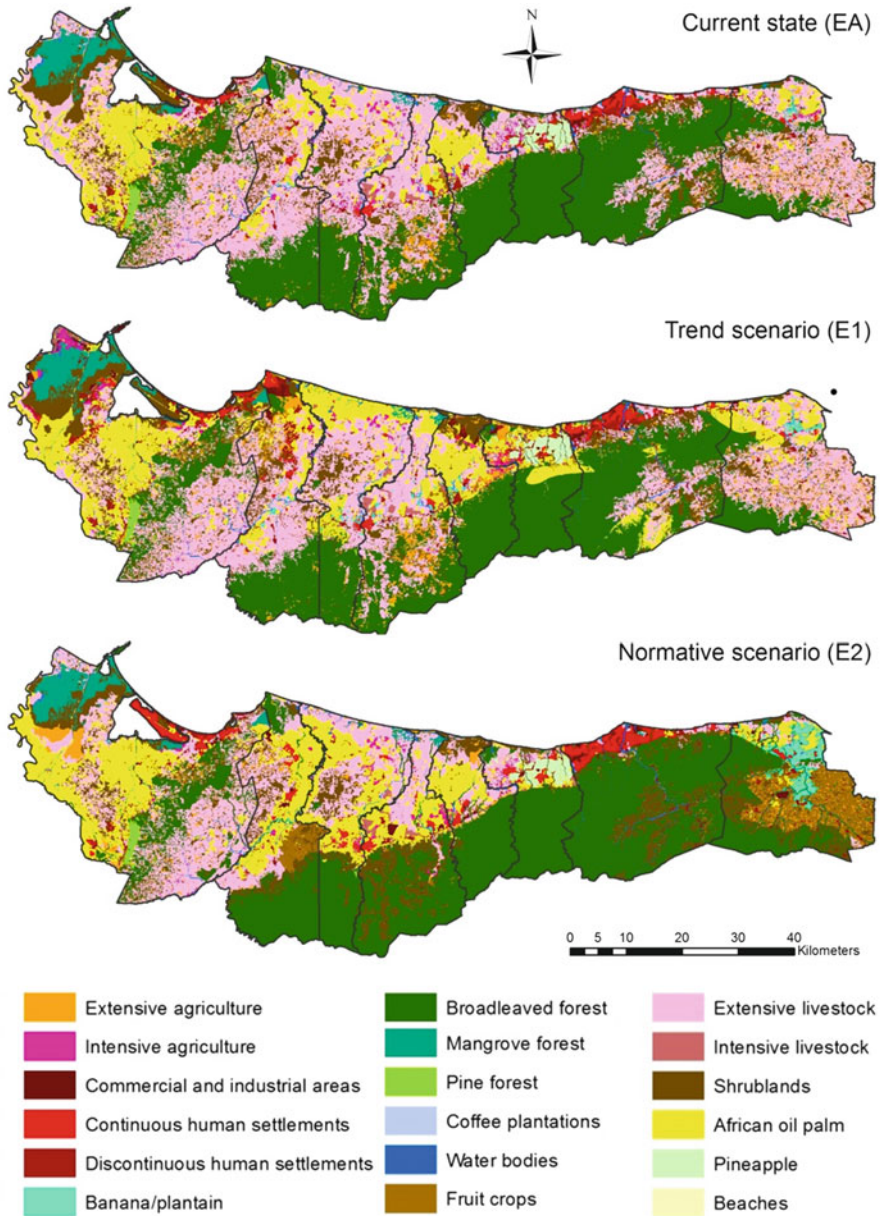 N
Current state (EA)
Trend scenario (E1)
Normative scenario (E2)
0 5 10 20 30 40
Kilometers
Extensive agriculture
Intensive agriculture
Commercial and industrial areas
Continuous human settlements
Discontinuous human settlements
Banana/plantain
Broadleaved forest
Mangrove forest
Pine forest
Coffee plantations
Water bodies
Fruit crops
Extensive livestock
Intensive livestock
Shrublands
African oil palm
Pineapple
Beaches